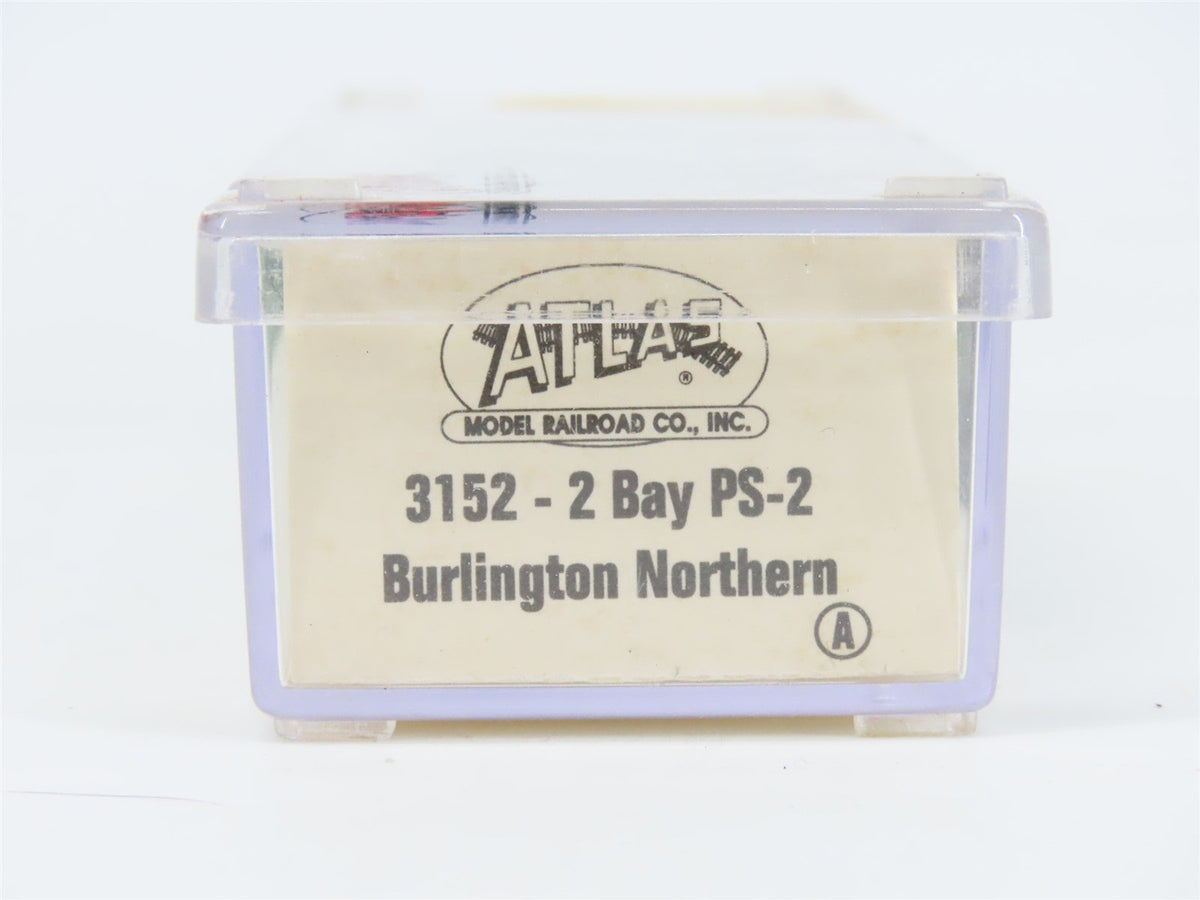 ATLAS
®
MODEL RAILROAD CO., INC.
3152 - 2 Bay PS-2
Burlington Northern
A